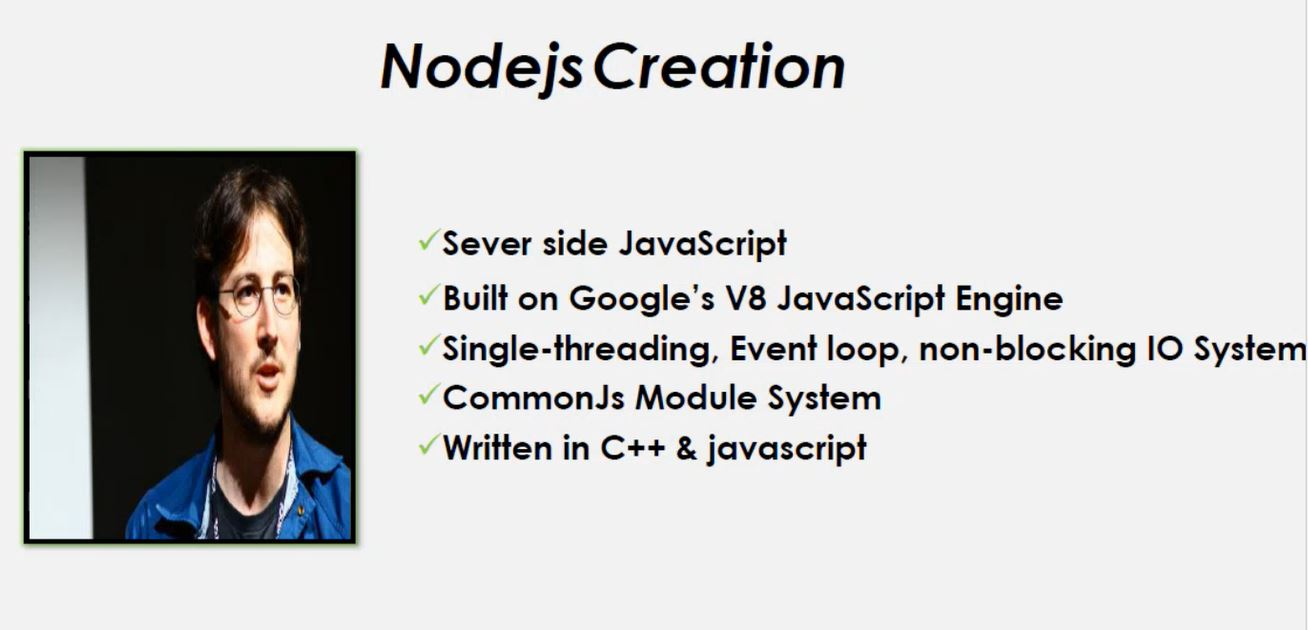 Nodejs Creation
Sever side JavaScript
Built on Google’s V8 JavaScript Engine
Single-threading, Event loop, non-blocking IO System
CommonJs Module System
Written in C++ & javascript